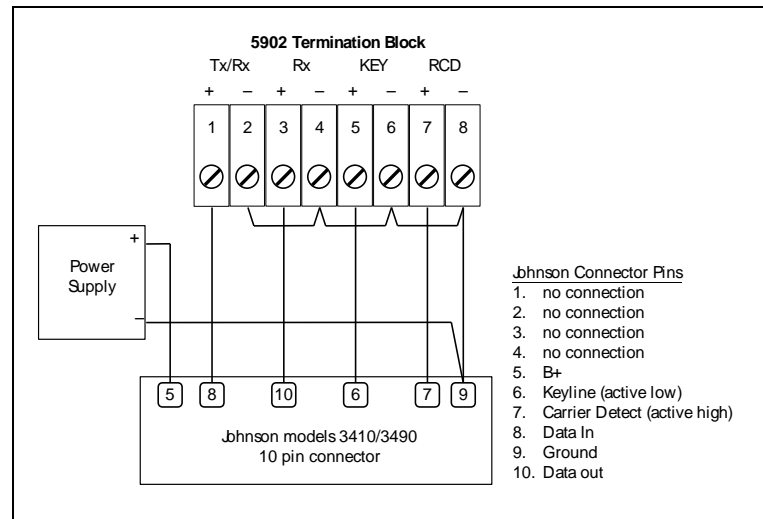 5902 Termination Block
Tx/Rx Rx KEY RCD
+ – + – + – + –
1 2 3 4 5 6 7 8
+
Power
Supply
–
Johnson Connector Pins
1. no connection
2. no connection
3. no connection
4. no connection
5. B+
6. Keyline (active low)
7. Carrier Detect (active high)
8. Data In
9. Ground
10. Data out
5 8 10 6 7 9
Johnson models 3410/3490
10 pin connector